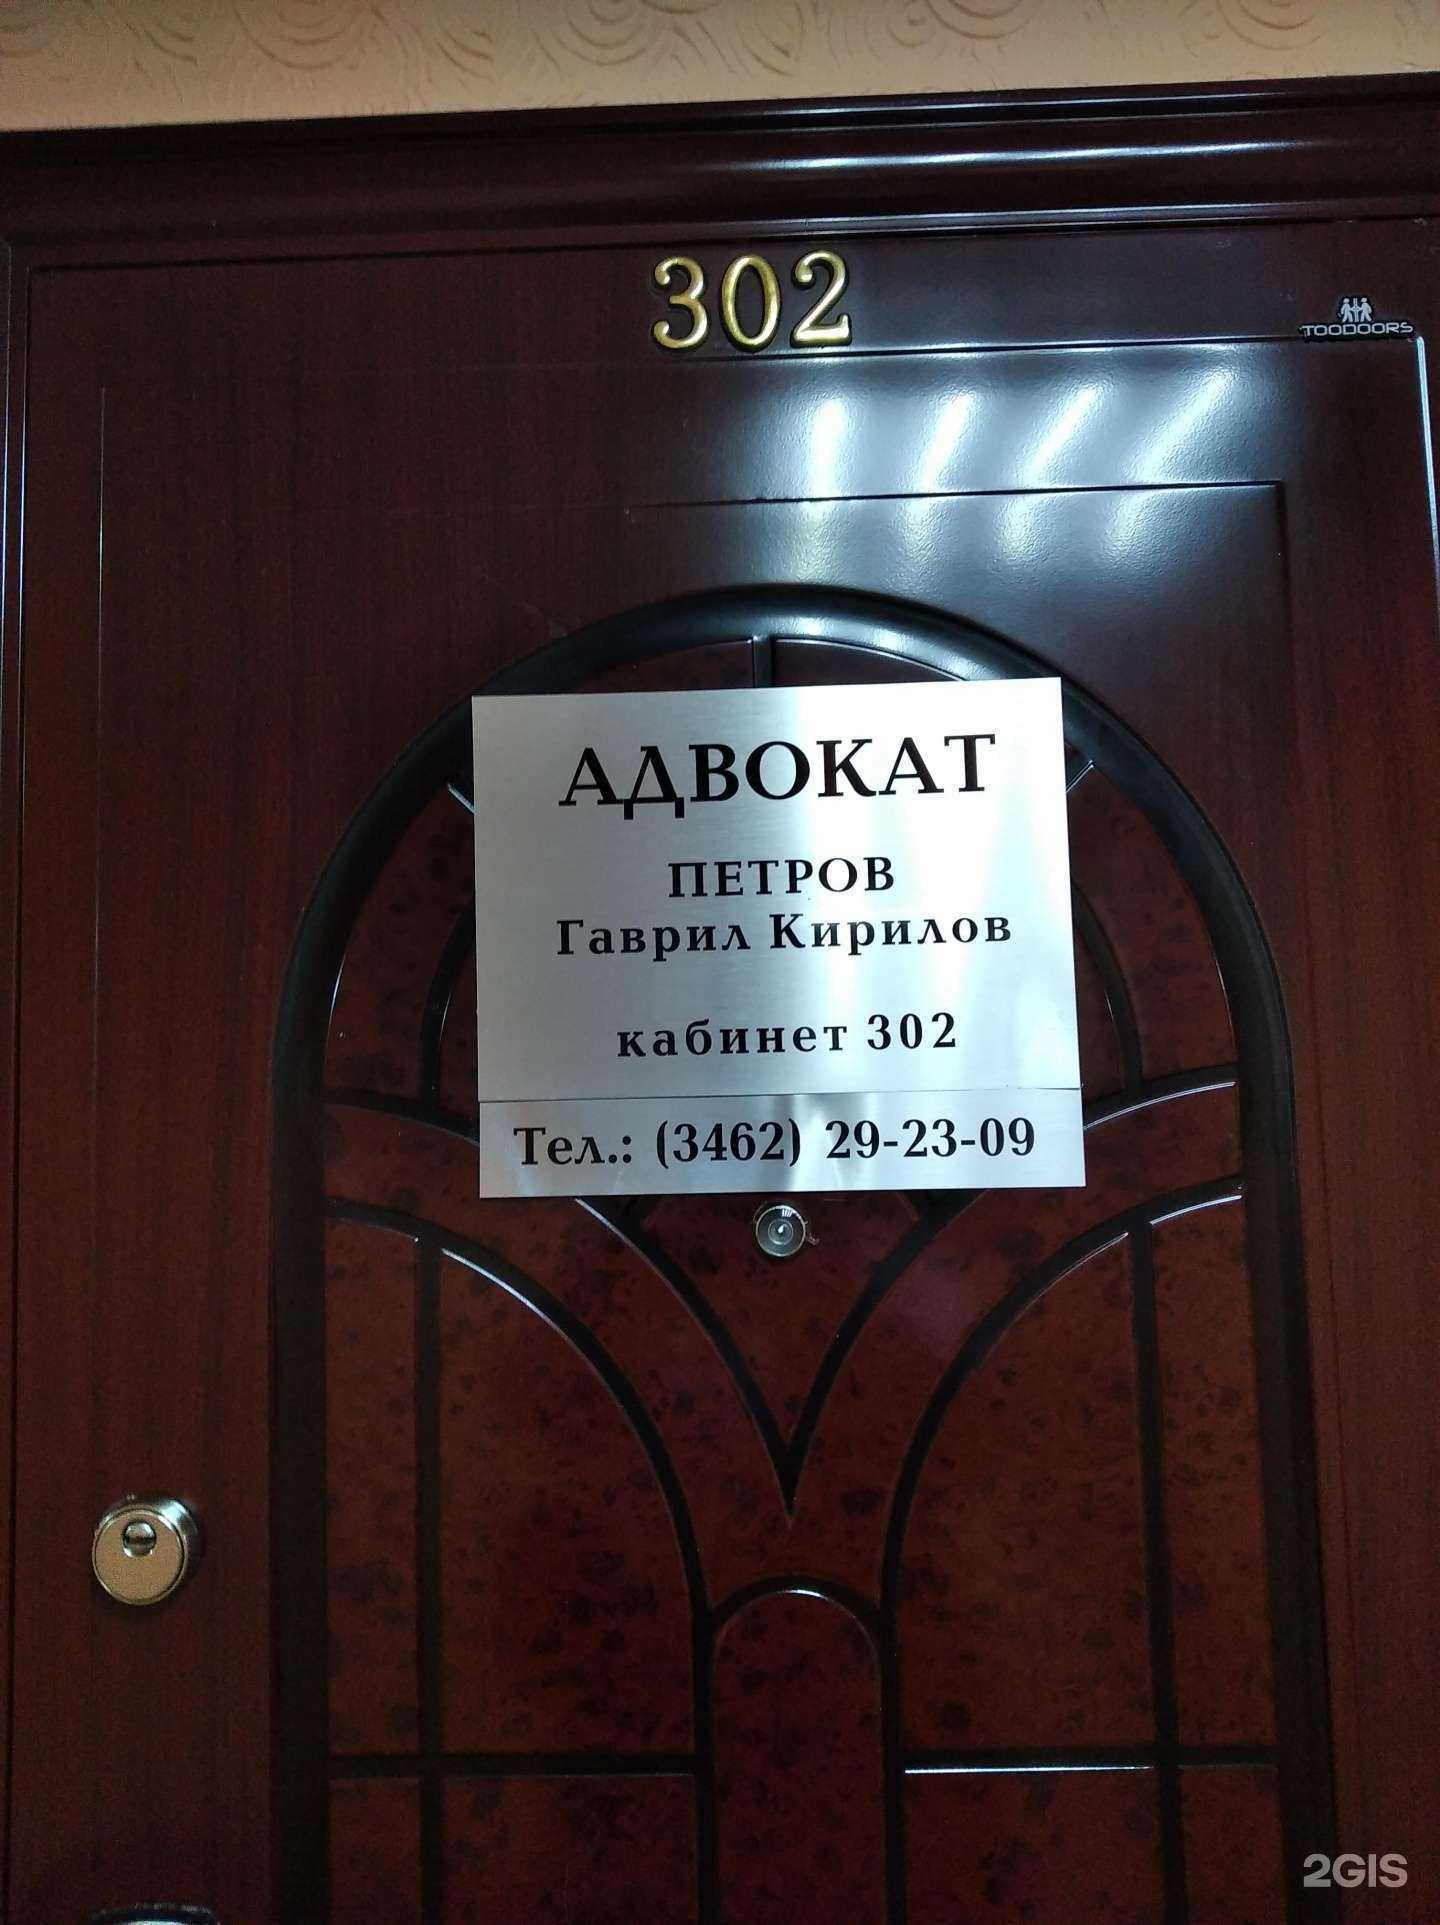 302
TOODOORS
АДВОКАТ
ПЕТРОВ
Гаврил Кирилов
кабинет 302
Тел.: (3462) 29-23-09
2GIS